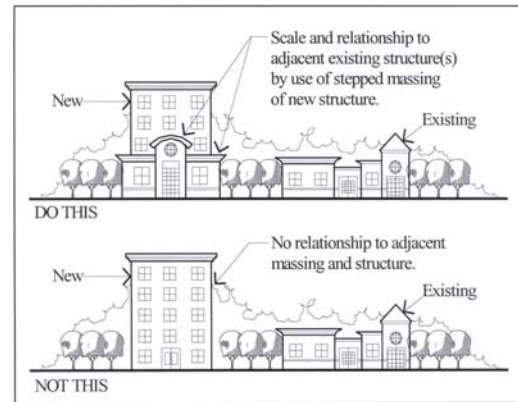 Scale and relationship to
adjacent existing structure(s)
by use of stepped massing
of new structure.
New
Existing
DO THIS
No relationship to adjacent
massing and structure.
New
Existing
NOT THIS